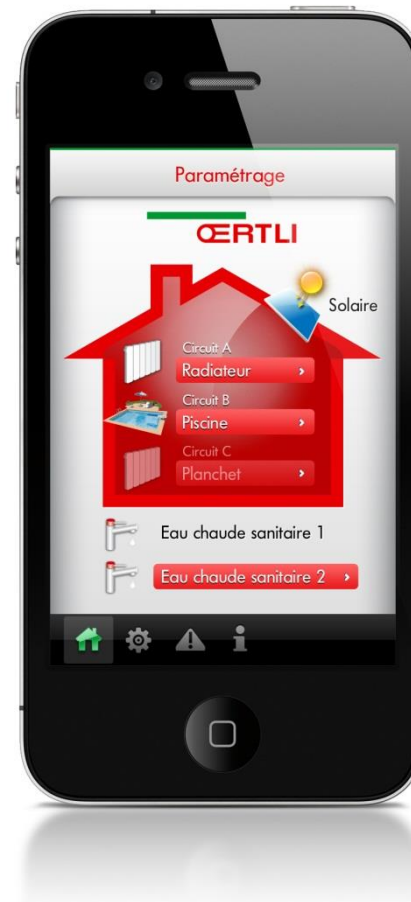 Paramétrage
ŒRTLI
Solaire
Circuit A
Radiateur
Circuit B
Piscine
Circuit C
Planchet
Eau chaude sanitaire 1
Eau chaude sanitaire 2